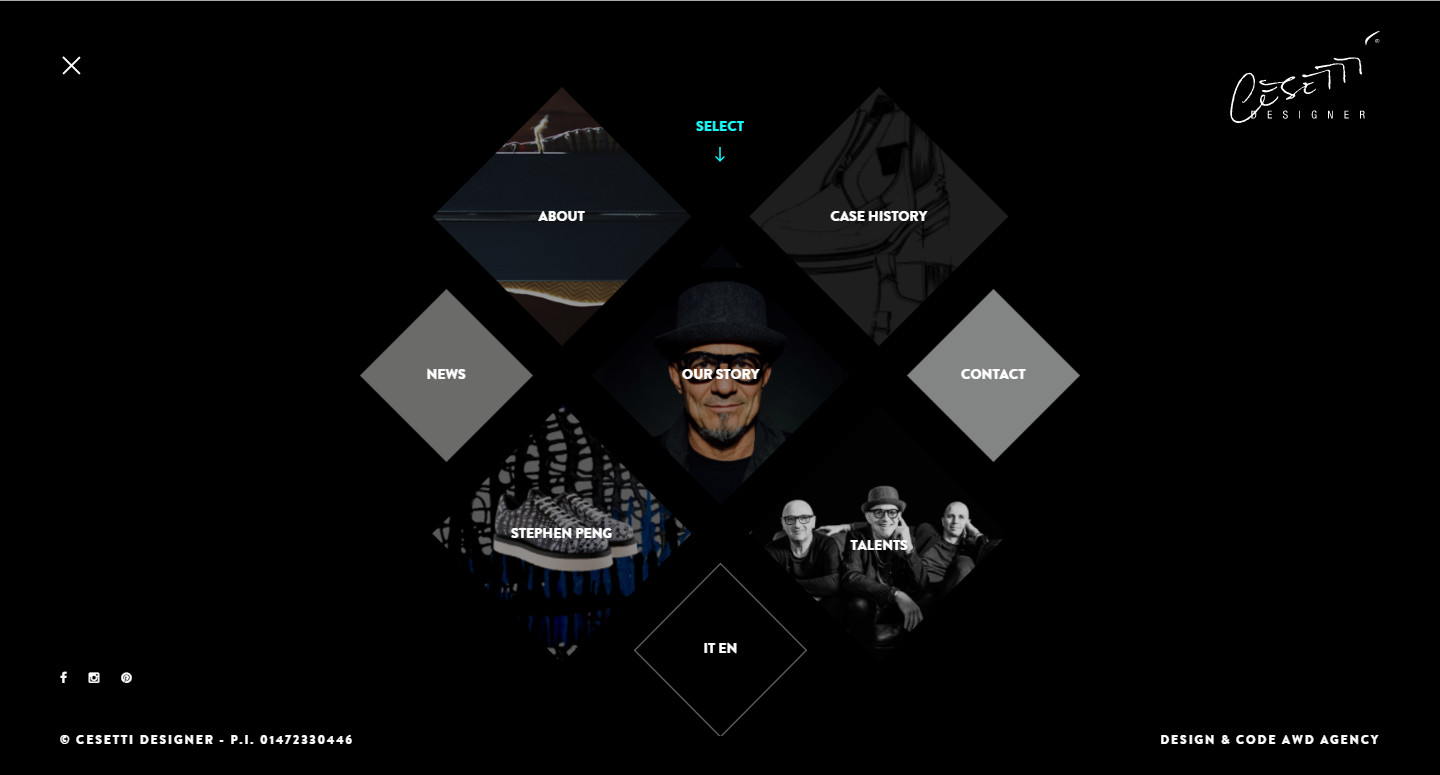 CESETTI
®
DESIGNER
SELECT
ABOUT
CASE HISTORY
NEWS
OUR STORY
CONTACT
STEPHEN PENG
TALENTS
IT EN
© CESETTI DESIGNER - P.I. 01472330446
DESIGN & CODE AWD AGENCY